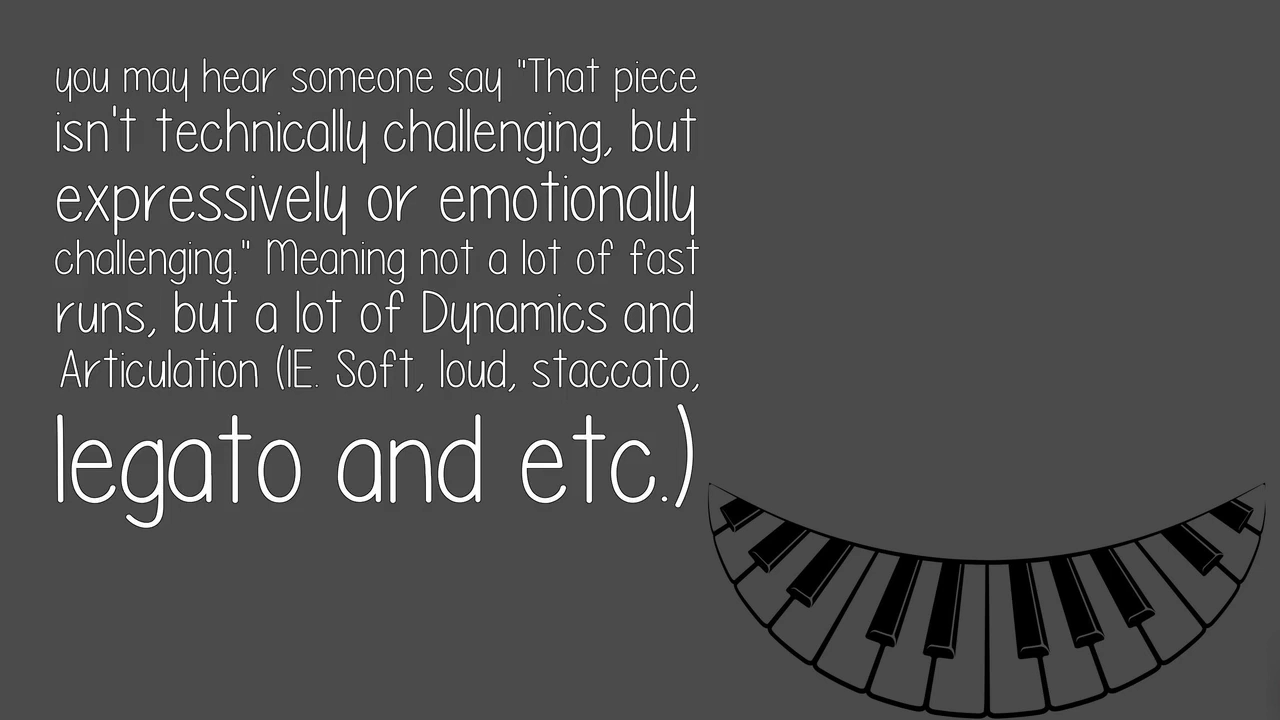 you may hear someone say "That piece
isn't technically challenging, but
expressively or emotionally
challenging." Meaning not a lot of fast
runs, but a lot of Dynamics and
Articulation (IE. Soft, loud, staccato,
legato and etc.)